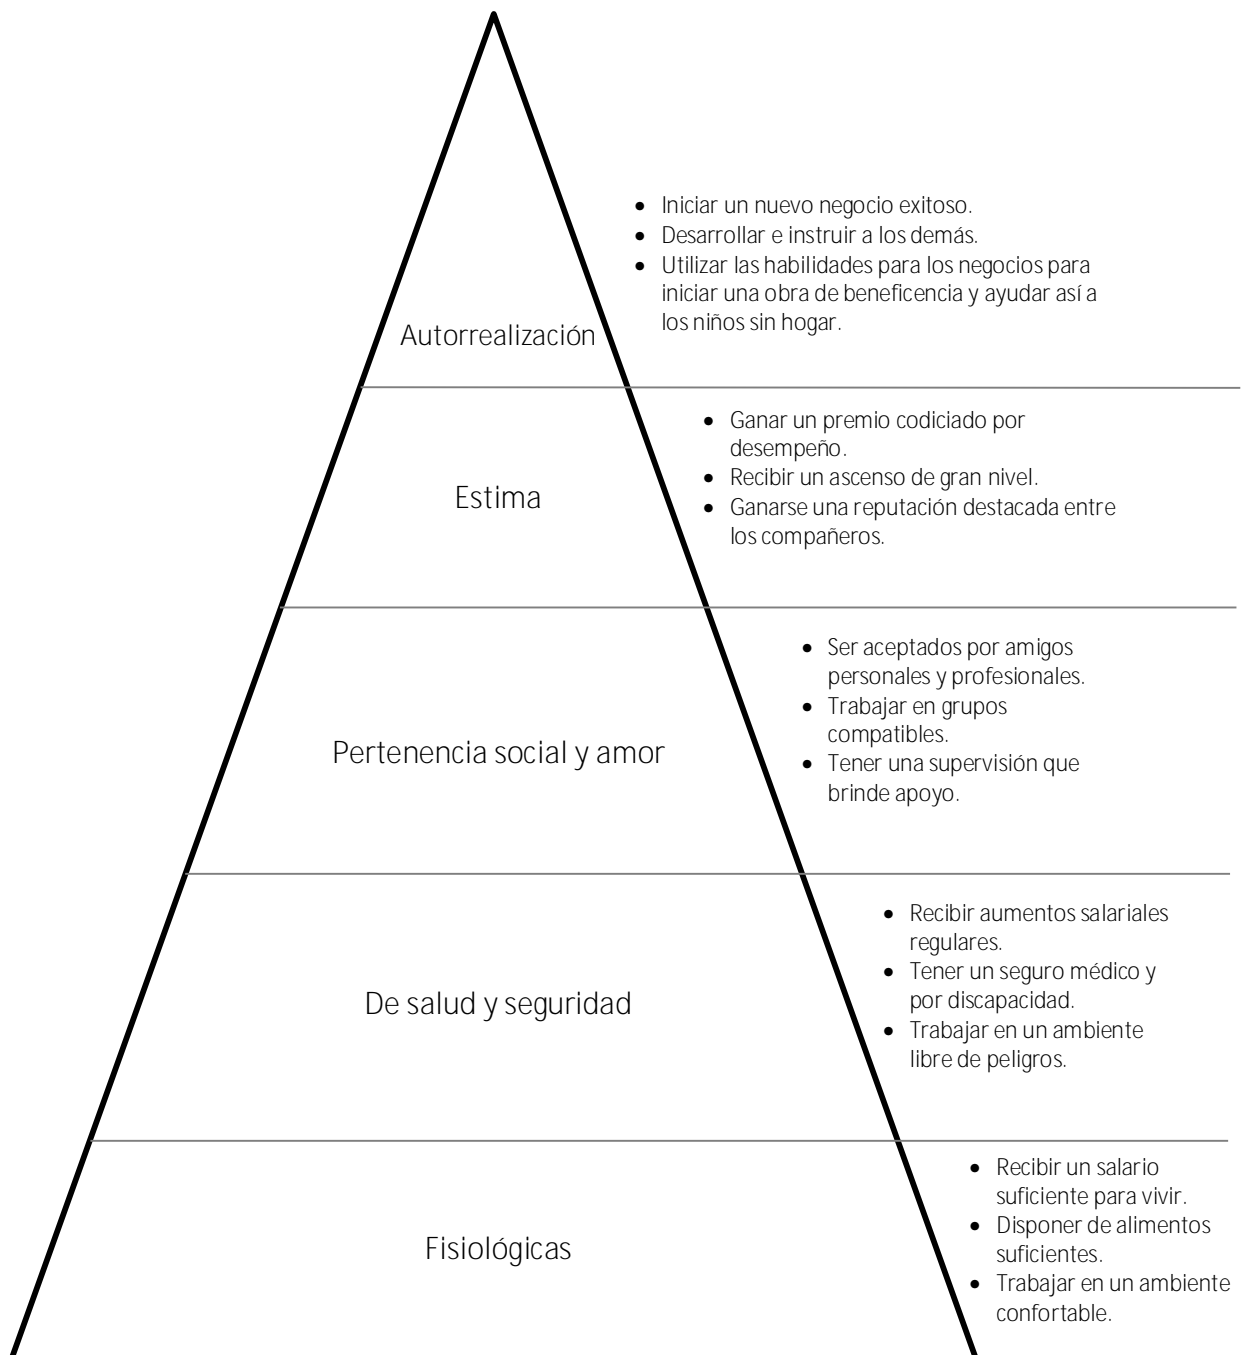 • Iniciar un nuevo negocio exitoso.
• Desarrollar e instruir a los demás.
• Utilizar las habilidades para los negocios para
iniciar una obra de beneficencia y ayudar así a
los niños sin hogar.
Autorrealización
• Ganar un premio codiciado por
desempeño.
• Recibir un ascenso de gran nivel.
• Ganarse una reputación destacada entre
los compañeros.
Estima
• Ser aceptados por amigos
personales y profesionales.
• Trabajar en grupos
compatibles.
• Tener una supervisión que
brinde apoyo.
Pertenencia social y amor
• Recibir aumentos salariales
regulares.
• Tener un seguro médico y
por discapacidad.
• Trabajar en un ambiente
libre de peligros.
De salud y seguridad
• Recibir un salario
suficiente para vivir.
• Disponer de alimentos
suficientes.
• Trabajar en un ambiente
confortable.
Fisiológicas